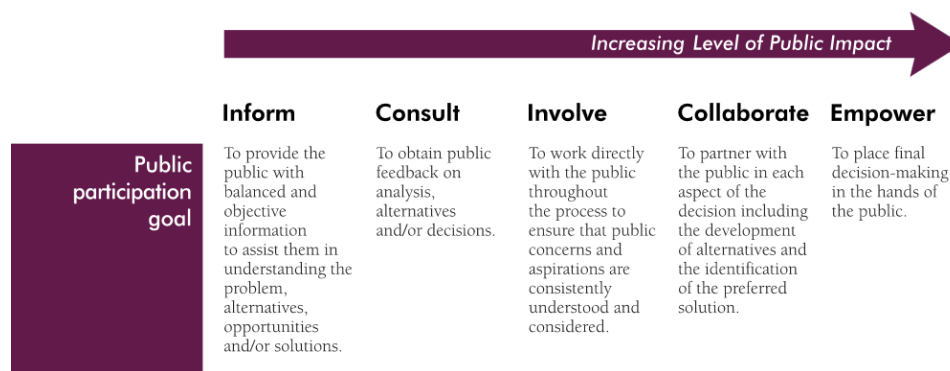 Increasing Level of Public Impact
Inform
Consult
Involve
Collaborate
Empower
Public
participation
goal
To provide the
public with
balanced and
objective
information
to assist them in
understanding the
problem,
alternatives,
opportunities
and/or solutions.
To obtain public
feedback on
analysis,
alternatives
and/or decisions.
To work directly
with the public
throughout
the process to
ensure that public
concerns and
aspirations are
consistently
understood and
considered.
To partner with
the public in each
aspect of the
decision including
the development
of alternatives and
the identification
of the preferred
solution.
To place final
decision-making
in the hands of
the public.